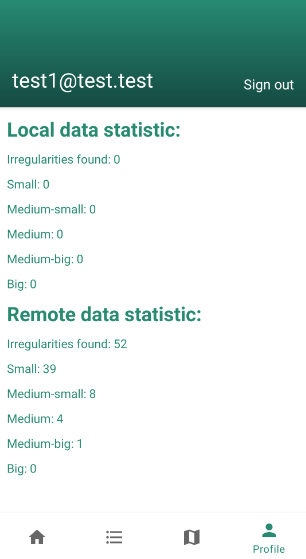 test1@test.test
Sign out
Local data statistic:
Irregularities found: 0
Small: 0
Medium-small: 0
Medium: 0
Medium-big: 0
Big: 0
Remote data statistic:
Irregularities found: 52
Small: 39
Medium-small: 8
Medium: 4
Medium-big: 1
Big: 0
Profile